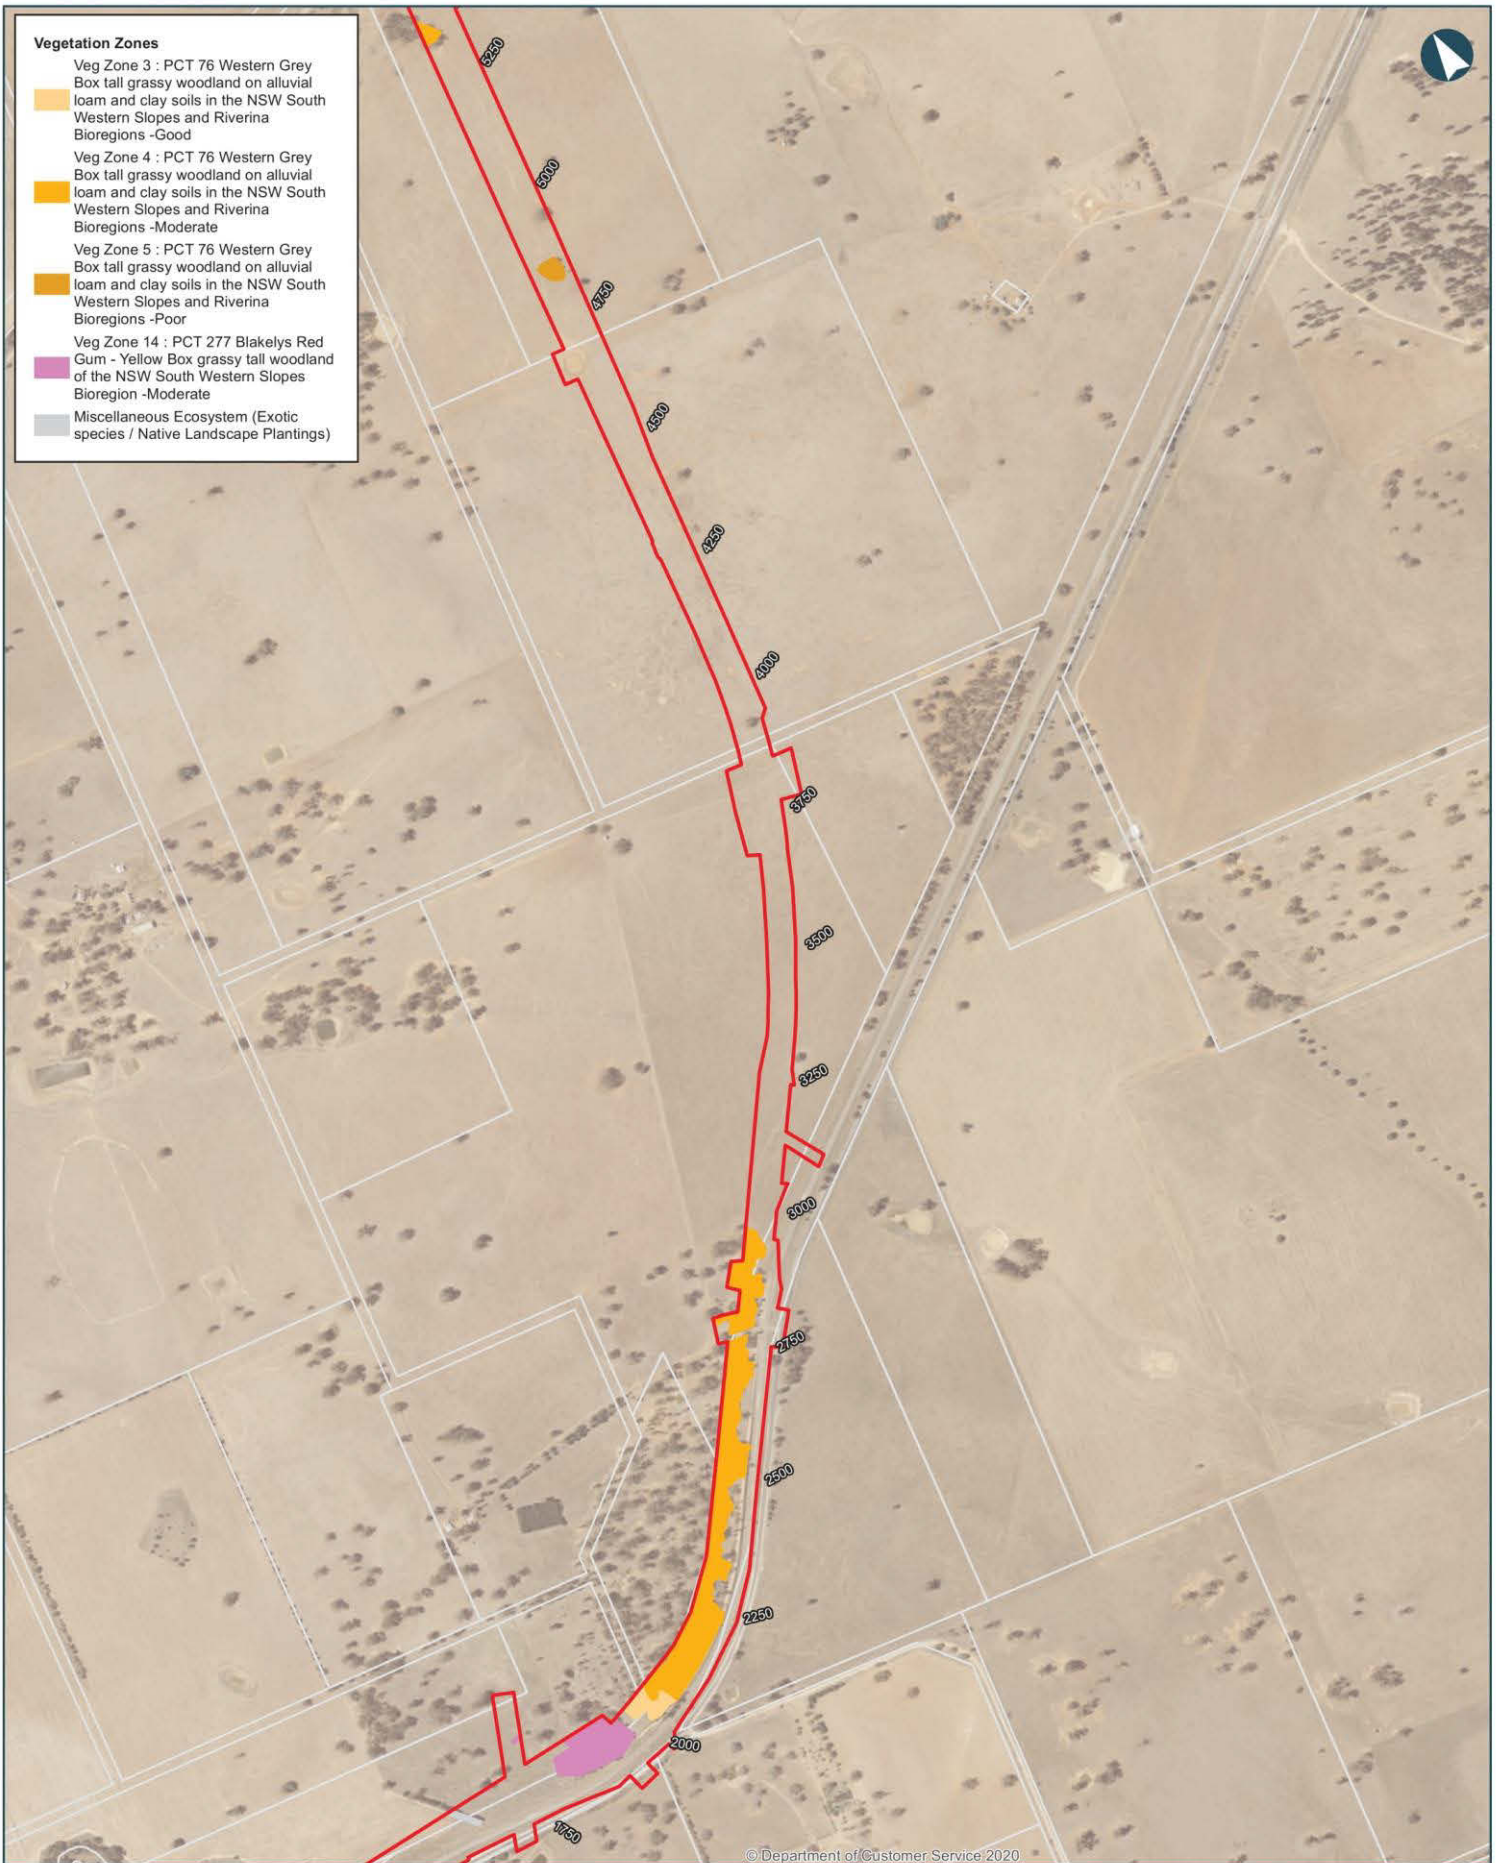 Vegetation Zones
Veg Zone 3 : PCT 76 Western Grey
Box tall grassy woodland on alluvial
loam and clay soils in the NSW South
Western Slopes and Riverina
Bioregions -Good
Veg Zone 4 : PCT 76 Western Grey
Box tall grassy woodland on alluvial
loam and clay soils in the NSW South
Western Slopes and Riverina
Bioregions -Moderate
Veg Zone 5 : PCT 76 Western Grey
Box tall grassy woodland on alluvial
loam and clay soils in the NSW South
Western Slopes and Riverina
Bioregions -Poor
Veg Zone 14 : PCT 277 Blakelys Red
Gum - Yellow Box grassy tall woodland
of the NSW South Western Slopes
Bioregion -Moderate
Miscellaneous Ecosystem (Exotic
species / Native Landscape Plantings)
5250
5000
4750
4500
4250
4000
3750
3500
3250
3000
2750
2500
2250
2000
1750
© Department of Customer Service 2020